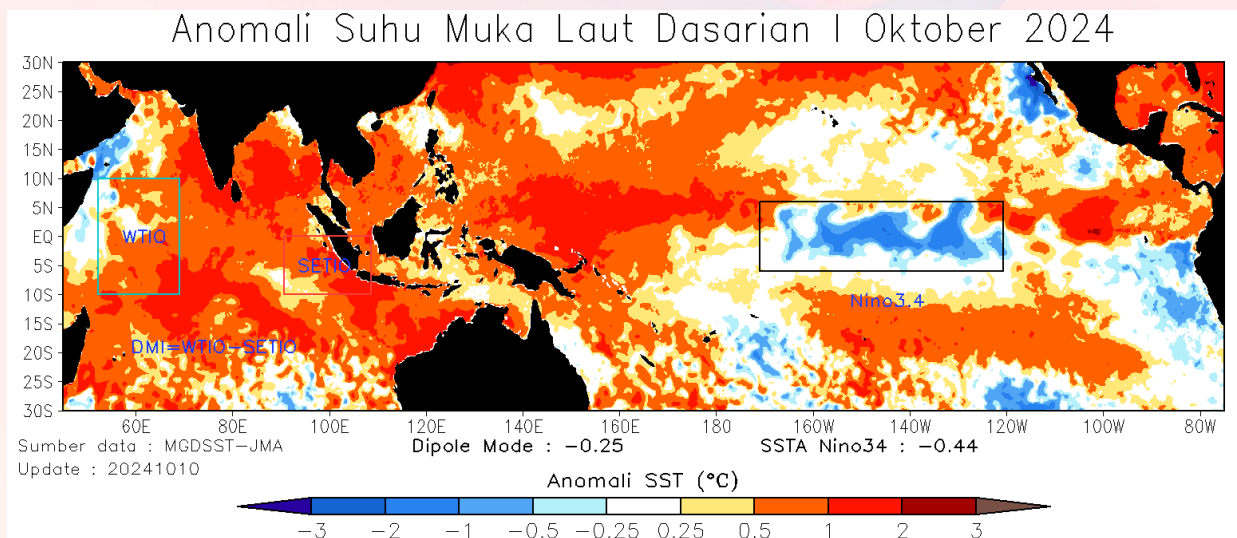 Anomali Suhu Muka Laut Dasarian I Oktober 2024
30N
25N
20N
15N
10N
5N
EQ
5S
10S
15S
20S
25S
30S
WTIO
SETIO
Nino3.4
DMI=WTIO-SETIO
60E 80E 100E 120E 140E 160E 180 160W 140W 120W 100W 80W
Sumber data : MGDSST-JMA Dipole Mode : -0.25 SSTA Nino34 : -0.44
Update : 20241010
Anomali SST (°C)
-3 -2 -1 -0.5 -0.25 0.25 0.5 1 2 3